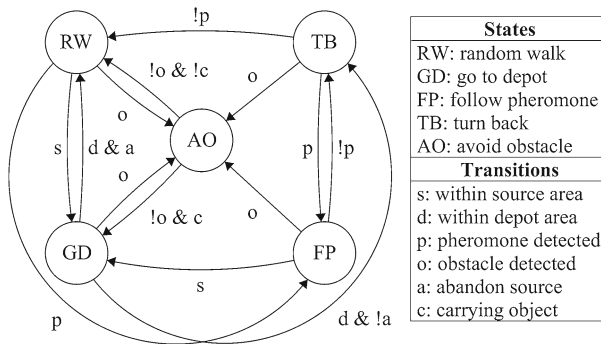 !p
RW
TB
!o & !c
o
o
AO
s
d & a
o
p
!p
!o & c
o
GD
FP
s
p
d & !a
States
RW: random walk
GD: go to depot
FP: follow pheromone
TB: turn back
AO: avoid obstacle
Transitions
s: within source area
d: within depot area
p: pheromone detected
o: obstacle detected
a: abandon source
c: carrying object